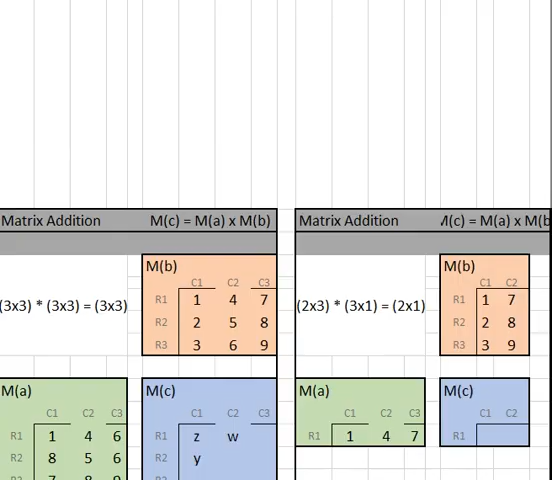 Matrix Addition M(c) = M(a) x M(b)
M(b)
C1 C2 C3
R1 1 4 7
(3x3) * (3x3) = (3x3)
R2 2 5 8
R3 3 6 9
M(a)
C1 C2 C3
R1 1 4 6
R2 8 5 6
7 8 9
M(c)
C1 C2 C3
R1 z w
R2 y
Matrix Addition M(c) = M(a) x M(b
M(b)
C1 C2
R1 1 7
(2x3) * (3x1) = (2x1)
R2 2 8
R3 3 9
M(a)
C1 C2 C3
R1 1 4 7
M(c)
C1 C2
R1